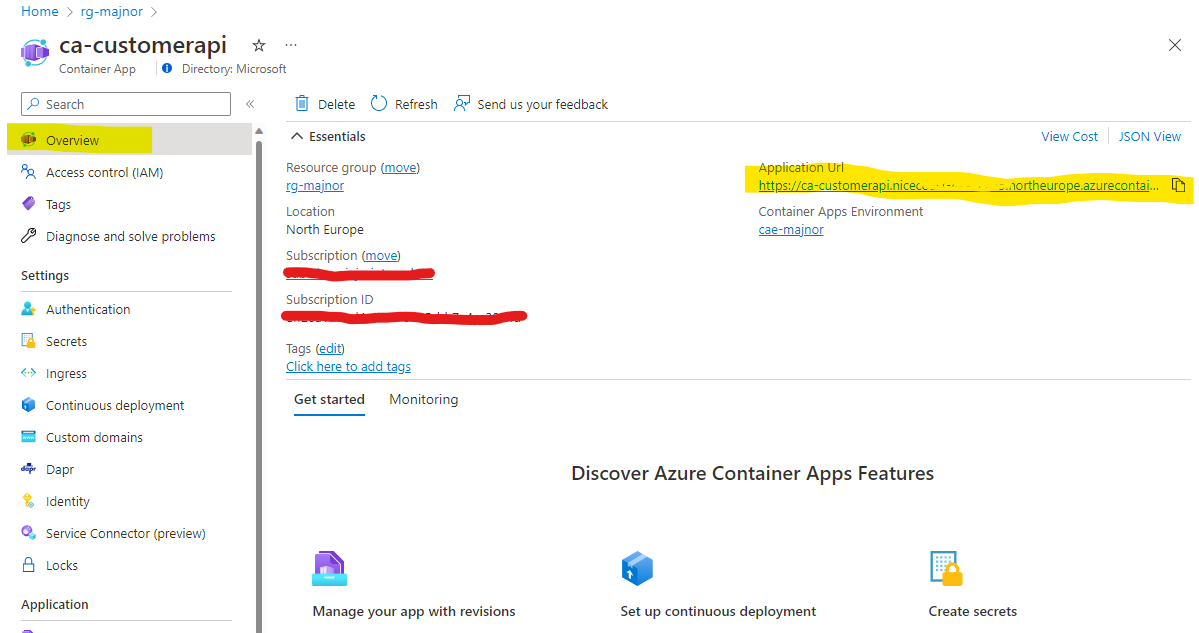 Home > rg-majnor >
ca-customerapi ☆ ...
Container App Directory: Microsoft
Search «
Overview
Access control (IAM)
Tags
Diagnose and solve problems
Settings
Authentication
Secrets
Ingress
Continuous deployment
Custom domains
Dapr
Identity
Service Connector (preview)
Locks
Application
Delete Refresh Send us your feedback
Essentials
View Cost JSON View
Resource group (move)
rg-majnor
Location
North Europe
Subscription (move)
Subscription ID
Tags (edit)
Click here to add tags
Application Url
https://ca-customerapi.nicec northeurope.azurecontai...
Container Apps Environment
cae-majnor
Get started Monitoring
Discover Azure Container Apps Features
Manage your app with revisions
Set up continuous deployment
Create secrets